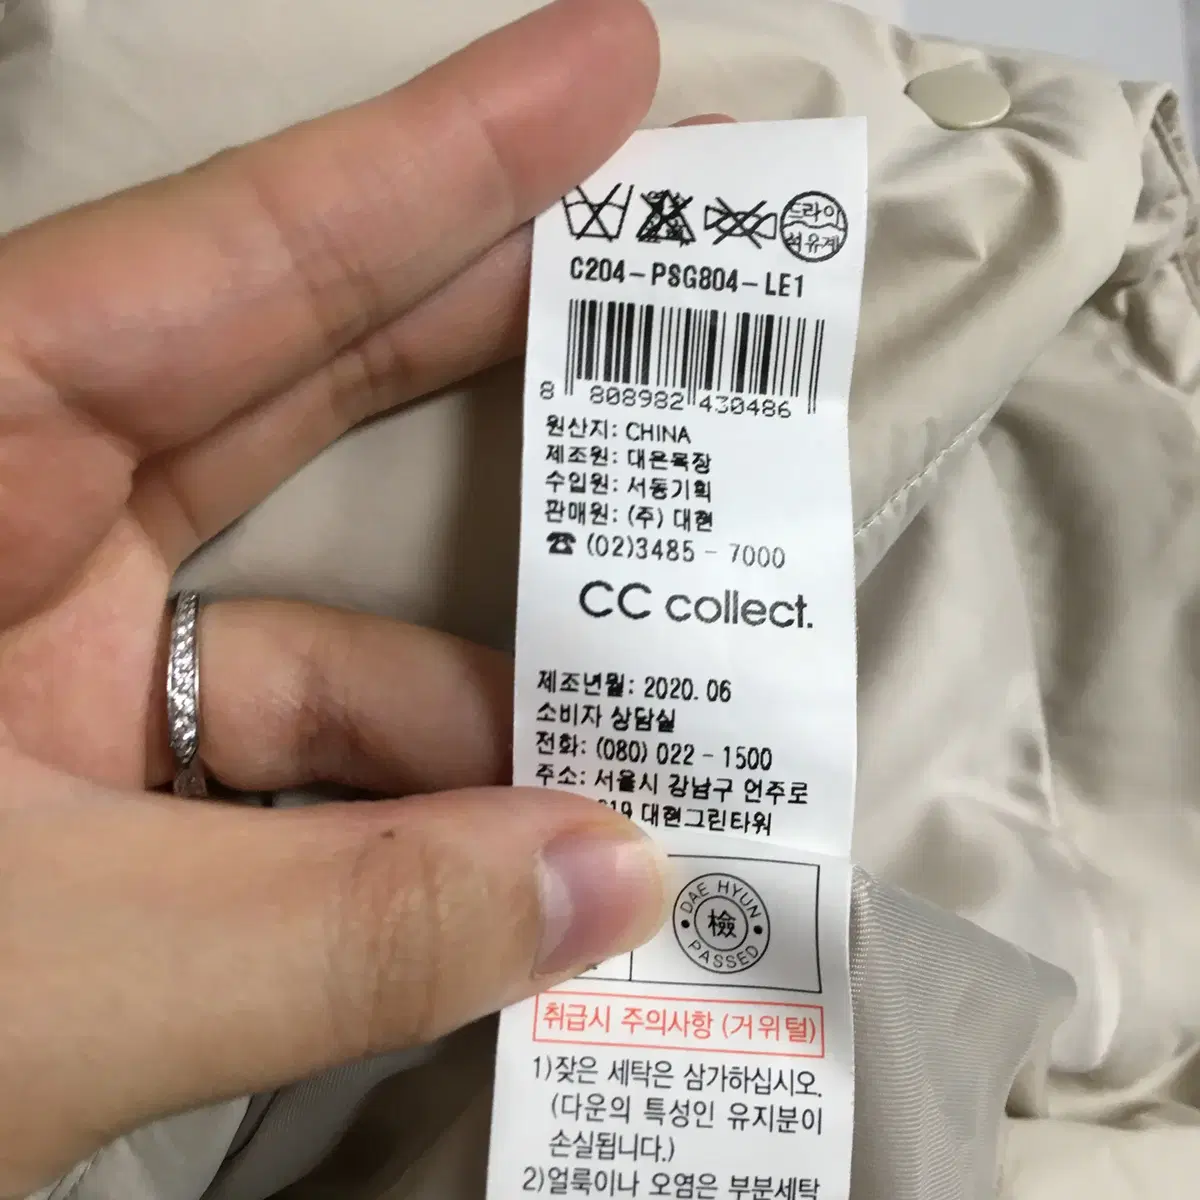 드라이
석유계
C204-PSG804-LE1
8 808982 430486
원산지: CHINA
제조원: 대은목장
수입원: 서동기획
판매원: (주) 대현
☎ (02)3485-7000
CC collect.
제조년월: 2020. 06
소비자 상담실
전화: (080) 022-1500
주소: 서울시 강남구 언주로
대현그린타워
DAE HYUN
檢
PASSED
취급시 주의사항 (거위털)
1)잦은 세탁은 삼가하십시오.
(다운의 특성인 유지분이
손실됩니다.)
2)얼룩이나 오염은 부분세탁